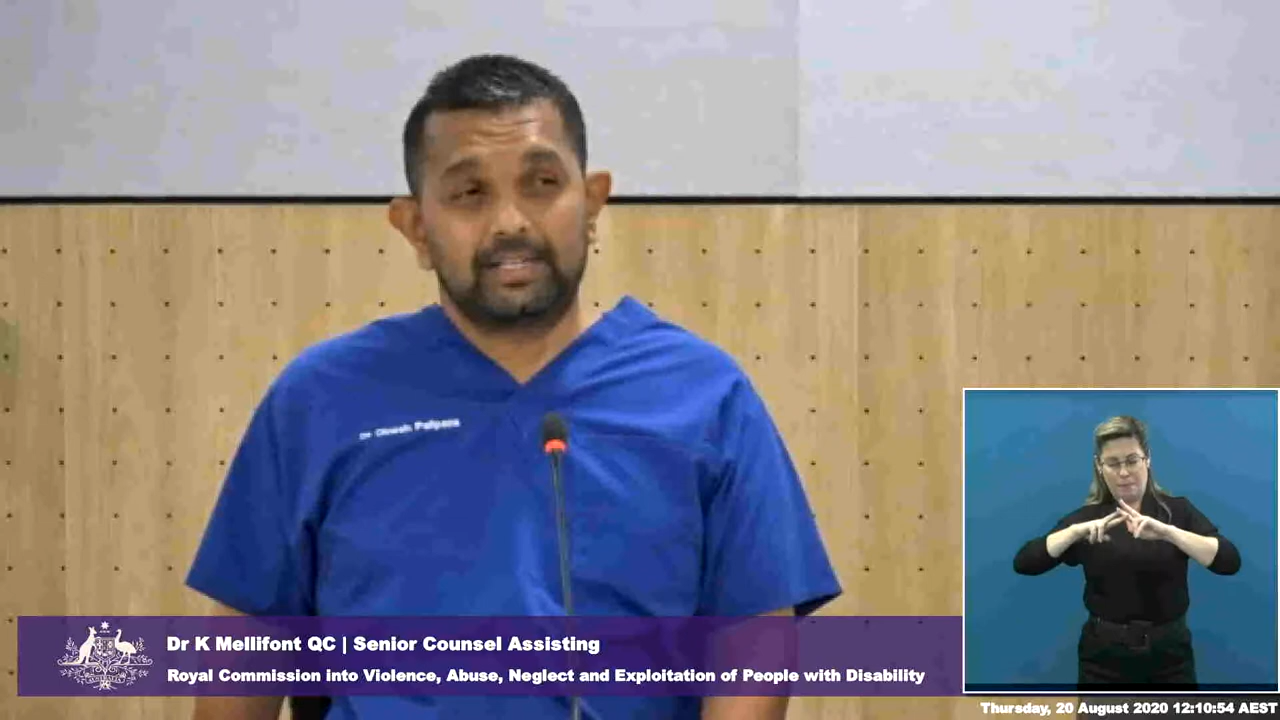 Dr Dinesh Palipana
Dr K Mellifont QC | Senior Counsel Assisting
Royal Commission into Violence, Abuse, Neglect and Exploitation of People with Disability
Thursday, 20 August 2020 12:10:54 AEST